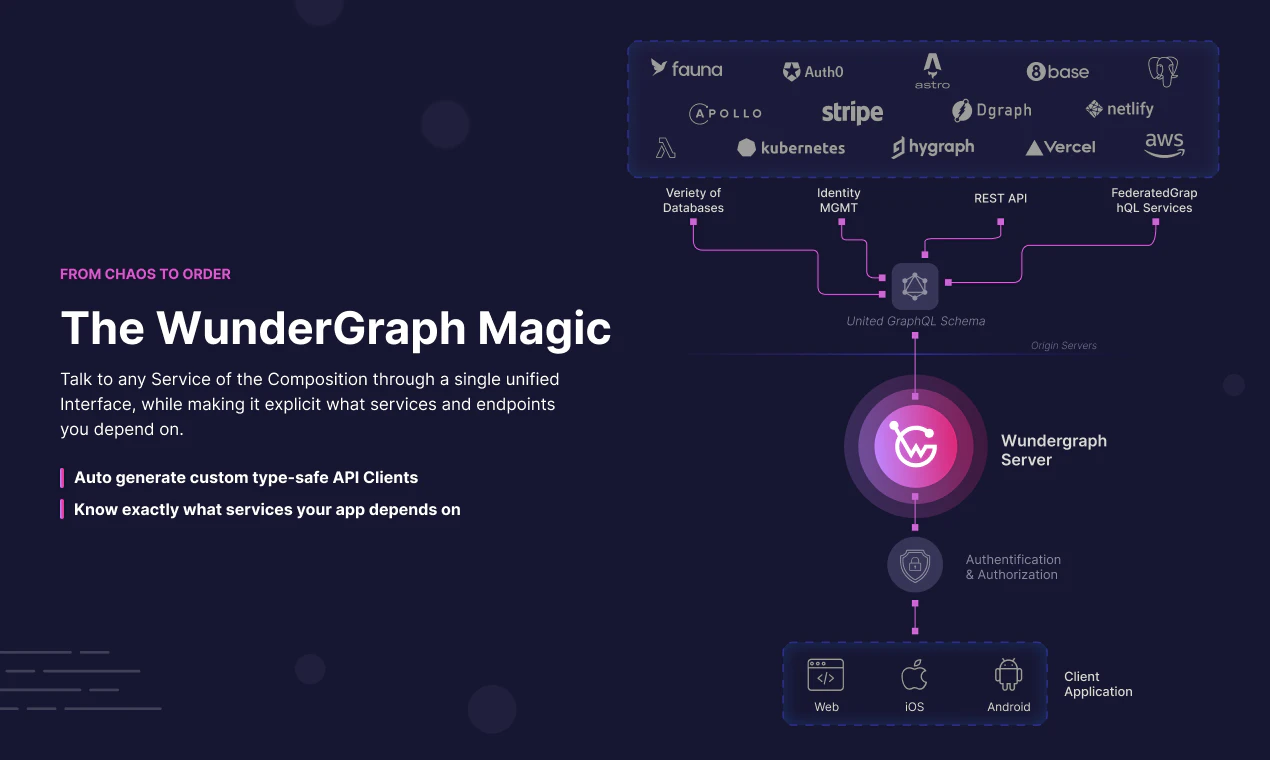 FROM CHAOS TO ORDER
The WunderGraph Magic
Talk to any Service of the Composition through a single unified
Interface, while making it explicit what services and endpoints
you depend on.
Auto generate custom type-safe API Clients
Know exactly what services your app depends on
fauna
Auth0
astro
8base
APOLLO
stripe
Dgraph
netlify
kubernetes
hygraph
Vercel
aws
Veriety of
Databases
Identity
MGMT
REST API
FederatedGrap
hQL Services
United GraphQL Schema
Origin Servers
Wundergraph
Server
Authentification
& Authorization
</>
Web
iOS
Android
Client
Application